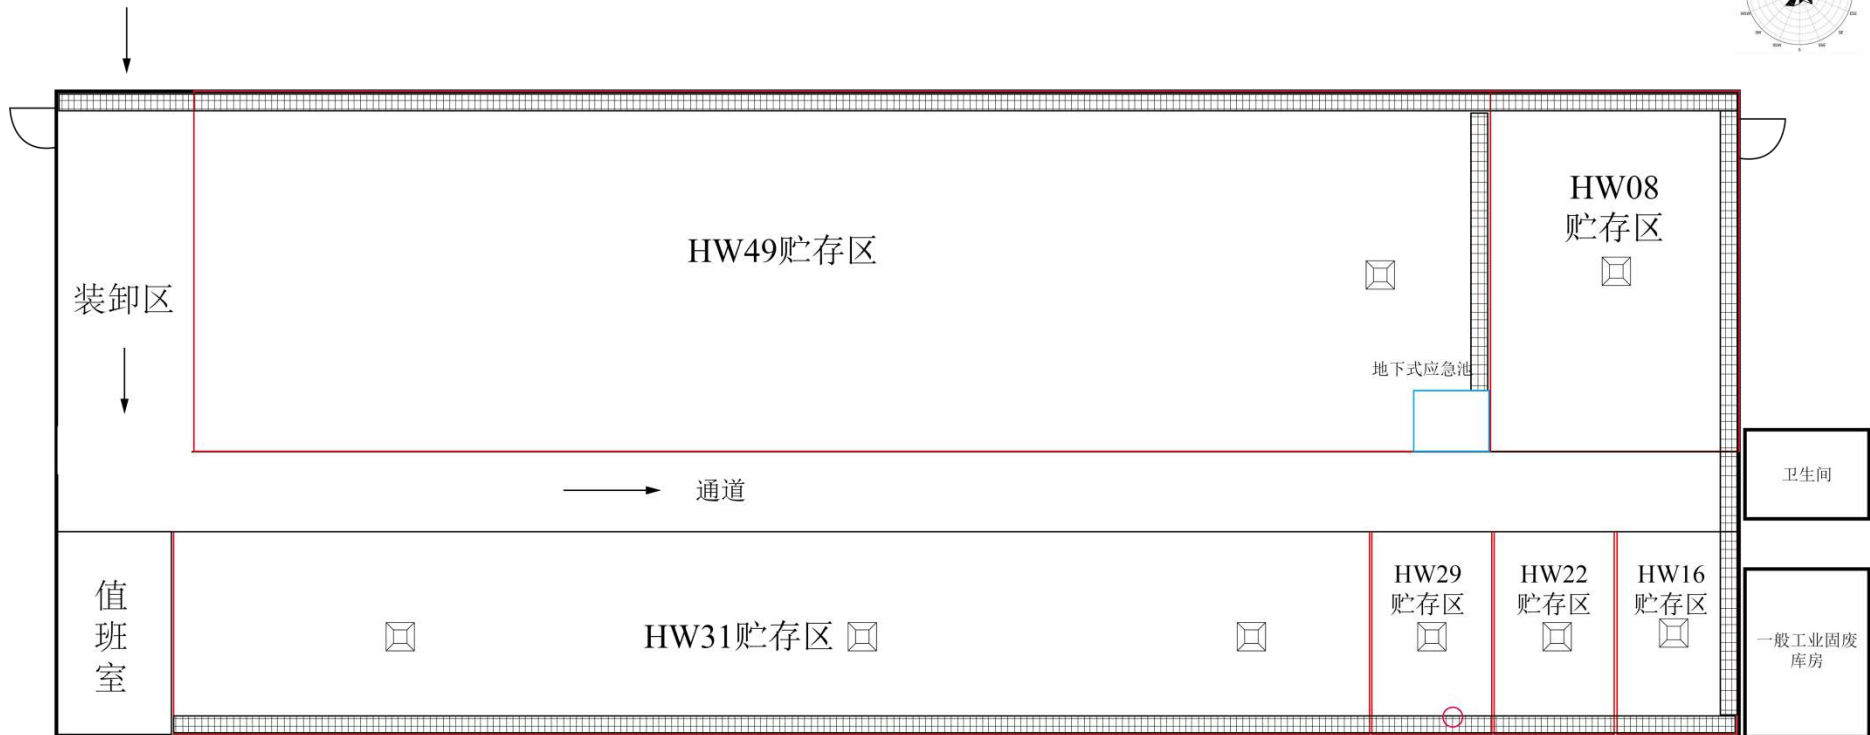 HW08
贮存区
HW49贮存区
装卸区
地下式应急池
卫生间
通道
值
班
室
HW31贮存区
HW29
贮存区
HW22
贮存区
HW16
贮存区
一般工业固废
库房